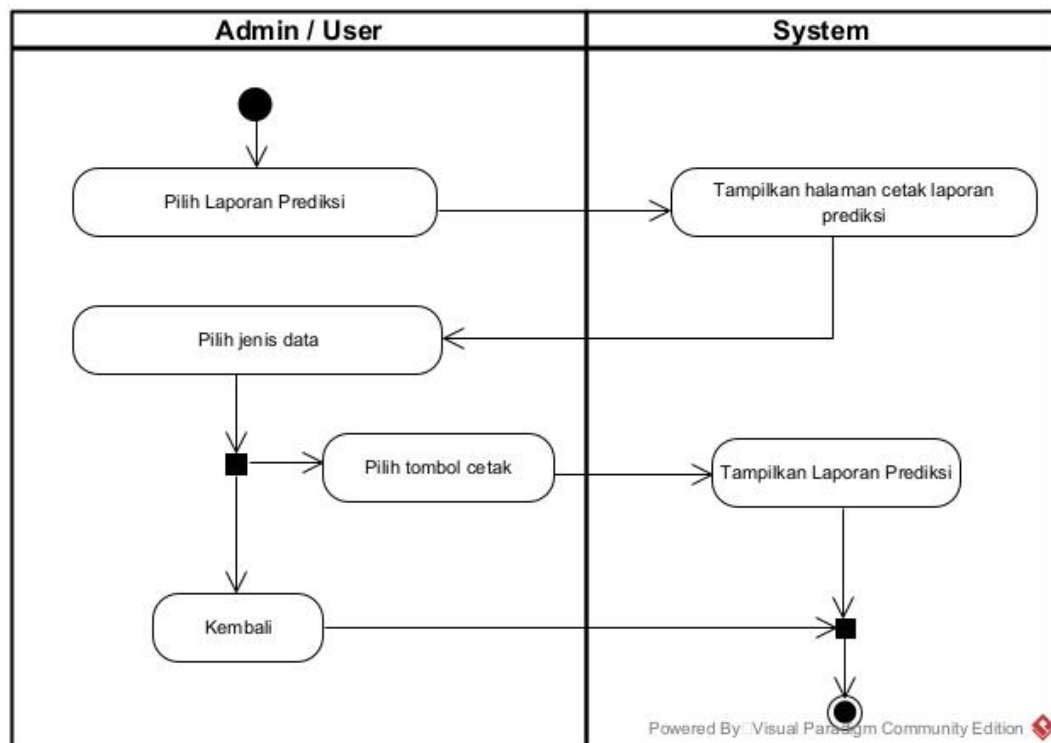 Admin / User
System
Pilih Laporan Prediksi
Tampilkan halaman cetak laporan
prediksi
Pilih jenis data
Pilih tombol cetak
Tampilkan Laporan Prediksi
Kembali
Powered By Visual Paradigm Community Edition